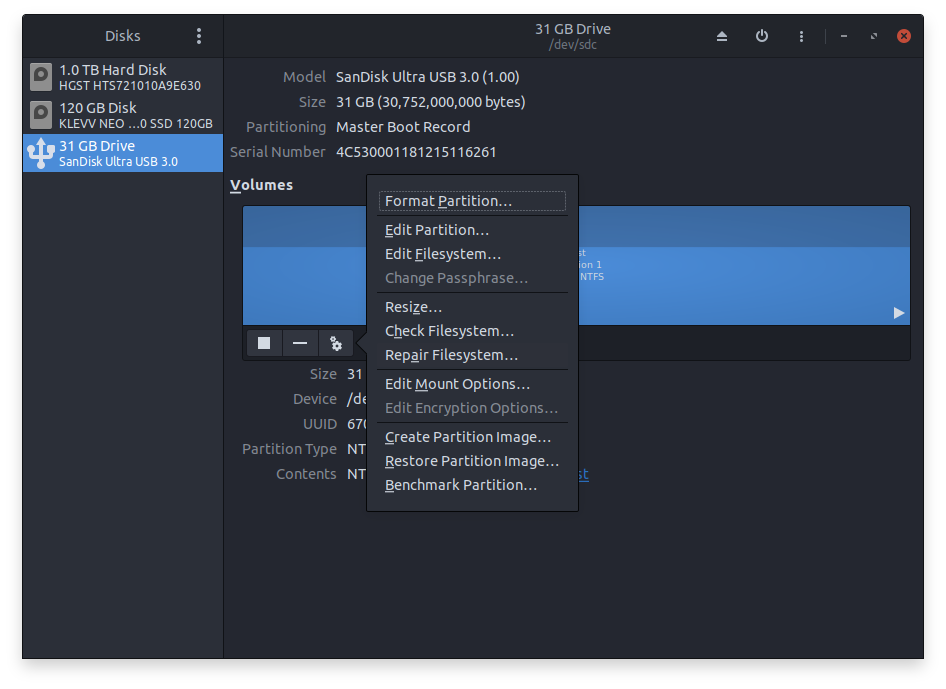 Disks
31 GB Drive
/dev/sdc
1.0 TB Hard Disk
HGST HTS721010A9E630
120 GB Disk
KLEVV NEO …0 SSD 120GB
31 GB Drive
SanDisk Ultra USB 3.0
Model SanDisk Ultra USB 3.0 (1.00)
Size 31 GB (30,752,000,000 bytes)
Partitioning Master Boot Record
Serial Number 4C530001181215116261
Volumes
st
ion 1
NTFS
Format Partition…
Edit Partition…
Edit Filesystem…
Change Passphrase…
Resize…
Check Filesystem…
Repair Filesystem…
Edit Mount Options…
Edit Encryption Options…
Create Partition Image…
Restore Partition Image…
Benchmark Partition…
Size 31
Device /de
UUID 670
Partition Type NT
Contents NT
st